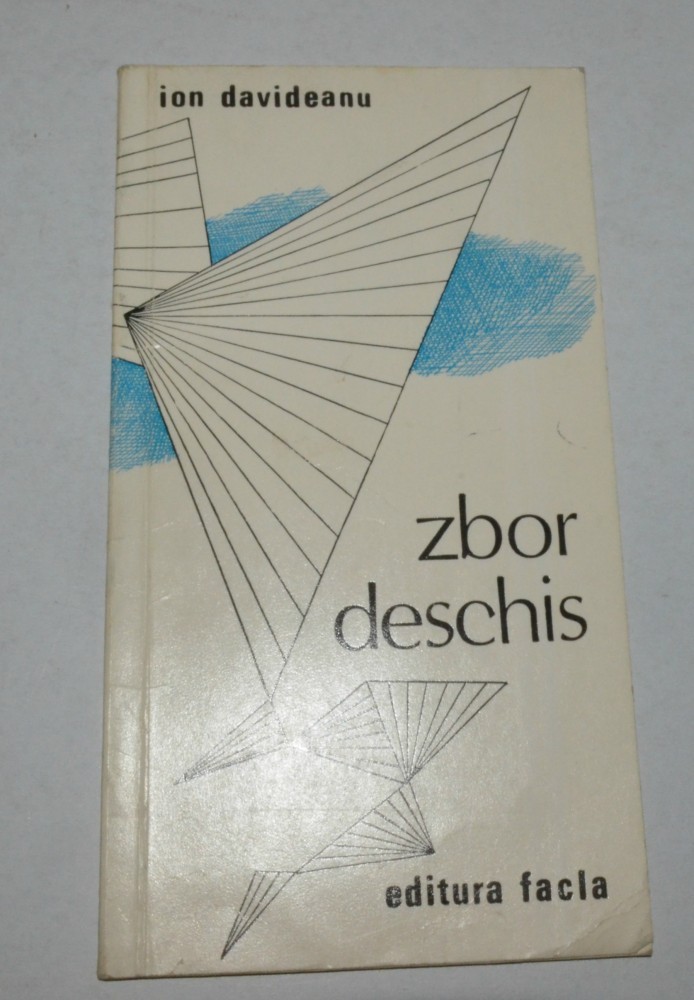 ion davideanu
zbor
deschis
editura facla